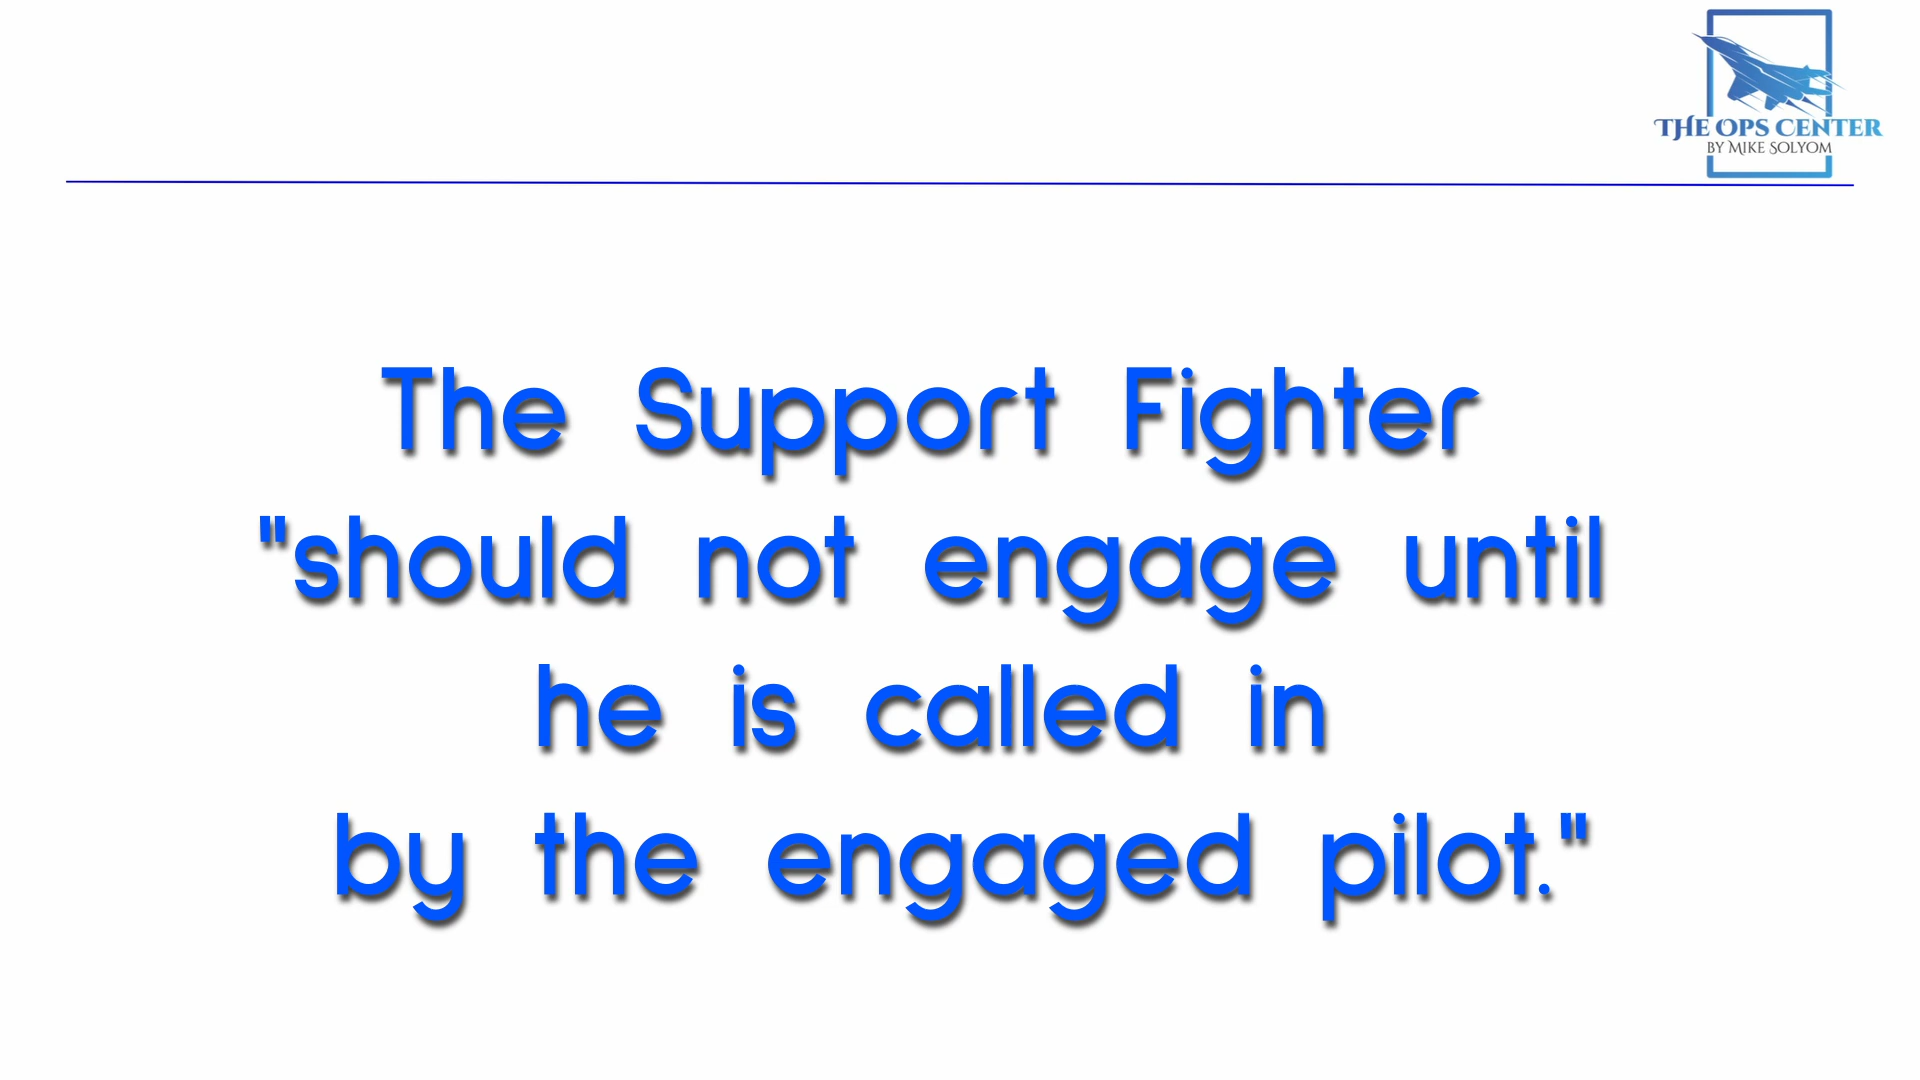 THE OPS CENTER
BY MIKE SOLYOM
The Support Fighter
"should not engage until
he is called in
by the engaged pilot."